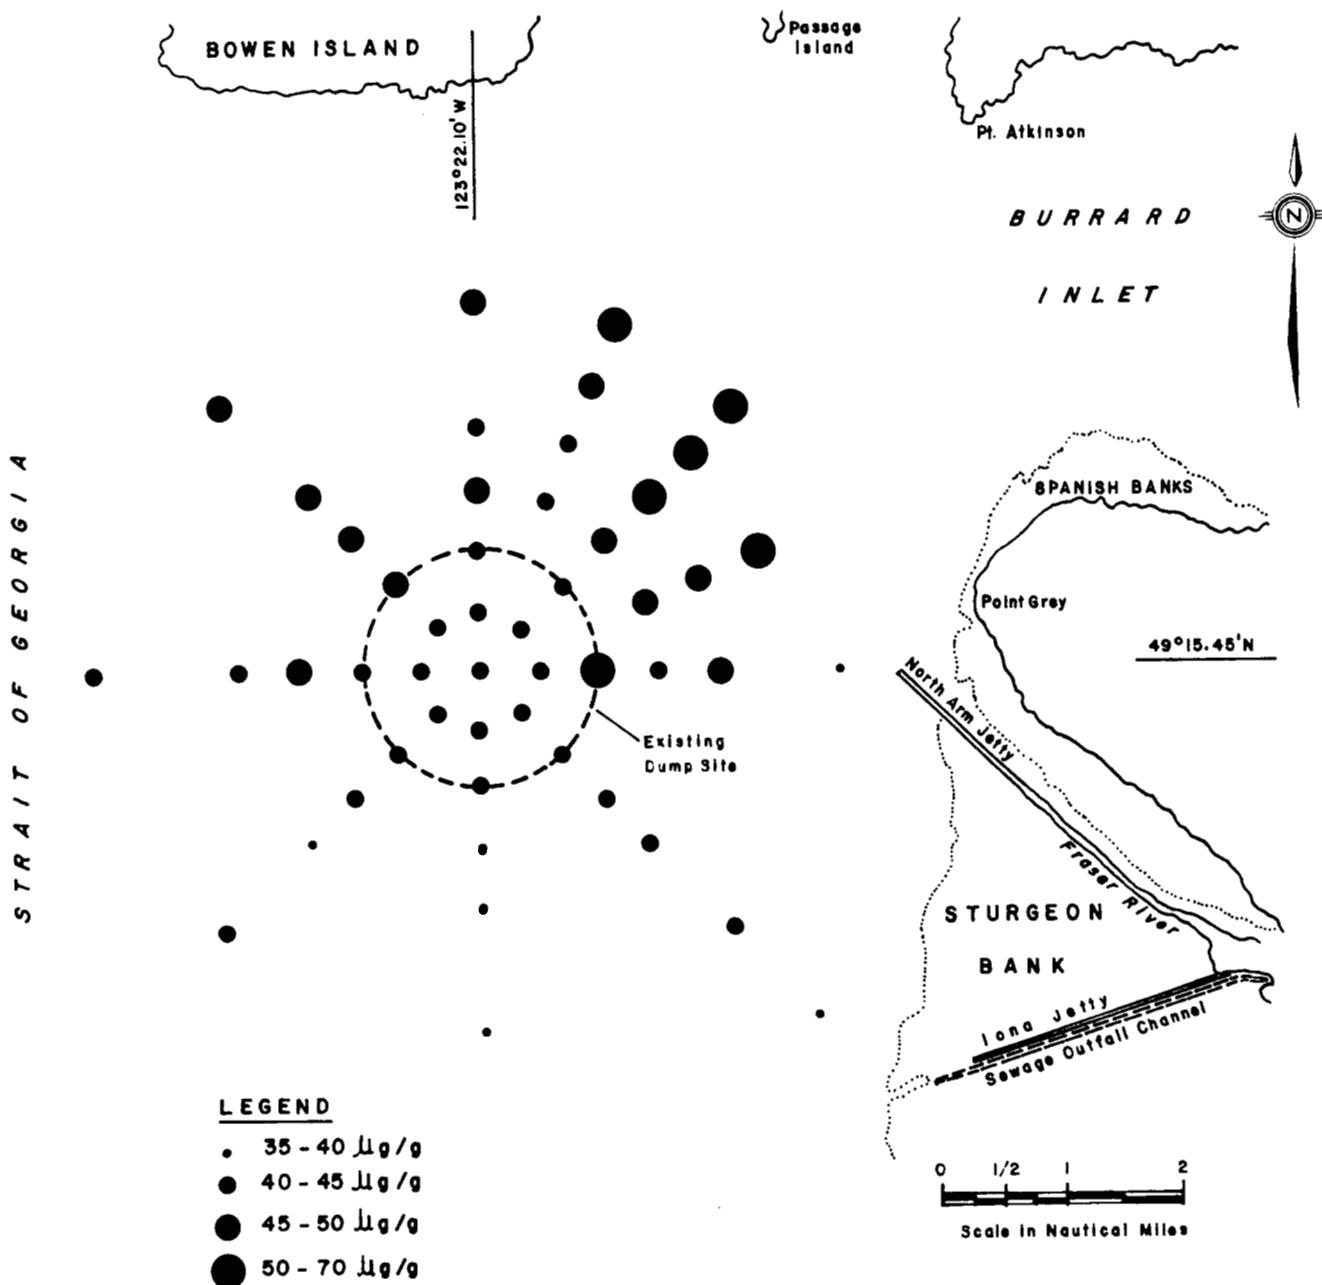 BOWEN ISLAND
Passage
Island
123°22.10'W
Pt. Atkinson
BURRARD
INLET
N
STRAIT OF GEORGIA
SPANISH BANKS
Point Grey
49°15.45'N
North Arm Jetty
Existing
Dump Site
Fraser River
STURGEON
BANK
Iona Jetty
Sewage Outfall Channel
LEGEND
35 - 40 µg/g
40 - 45 µg/g
45 - 50 µg/g
50 - 70 µg/g
0 1/2 1 2
Scale in Nautical Miles